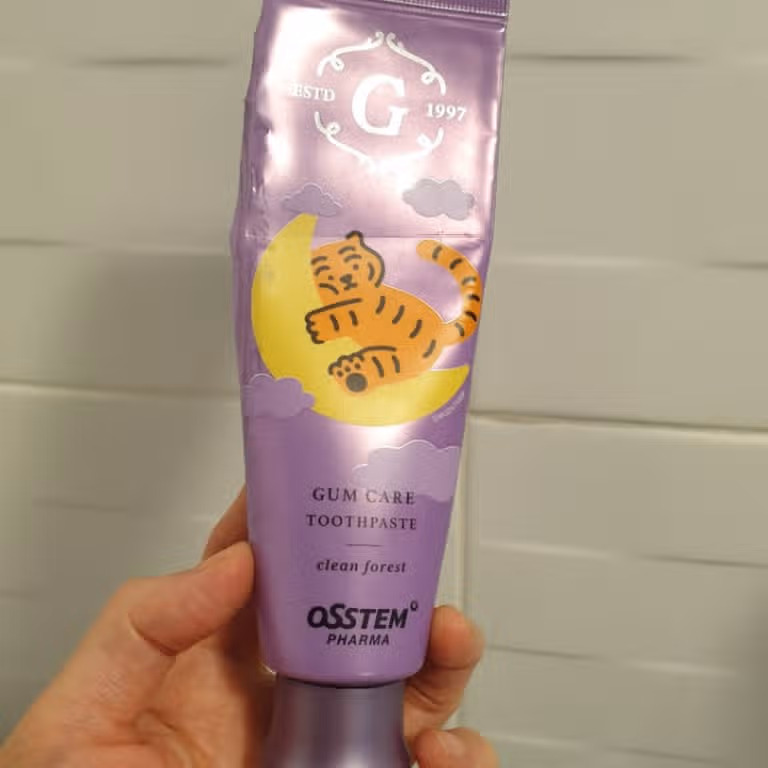 ESTD G 1997
GUM CARE
TOOTHPASTE
clean forest
OSSTEM
PHARMA